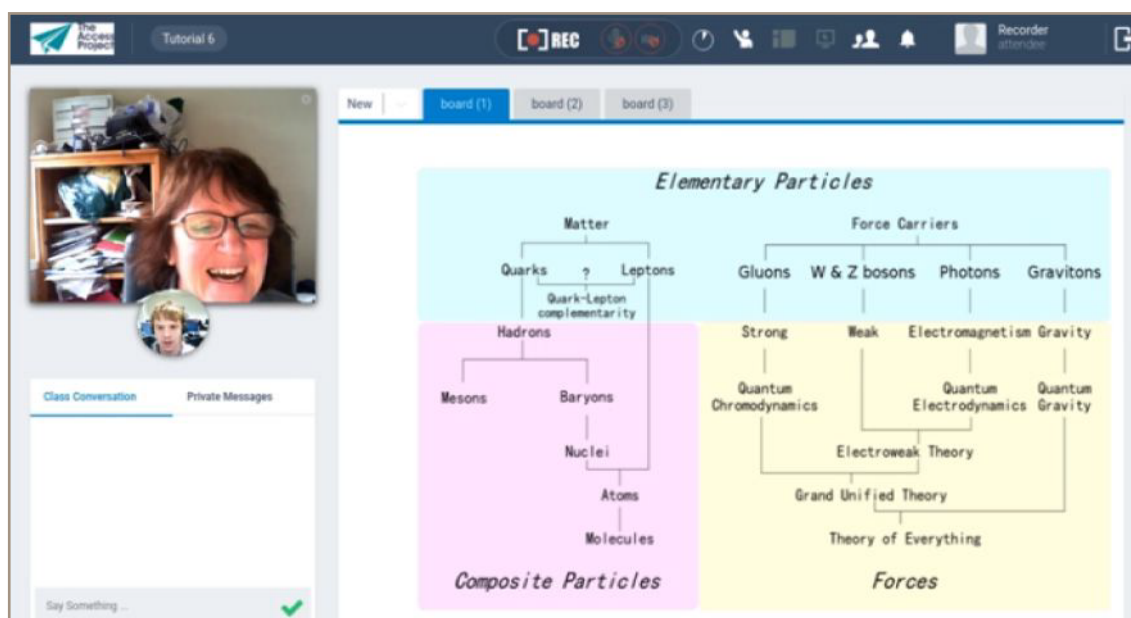 The
Access
Project
Tutorial 6
REC
Recorder
attendee
New
board (1)
board (2)
board (3)
Elementary Particles
Matter
Force Carriers
Quarks ? Leptons
Gluons W & Z bosons Photons Gravitons
Quark-Lepton
complementarity
Hadrons
Strong Weak Electromagnetism Gravity
Mesons Baryons
Quantum
Chromodynamics
Quantum
Electrodynamics
Quantum
Gravity
Nuclei
Electroweak Theory
Atoms
Grand Unified Theory
Molecules
Theory of Everything
Composite Particles
Forces
Class Conversation
Private Messages
Say Something ...